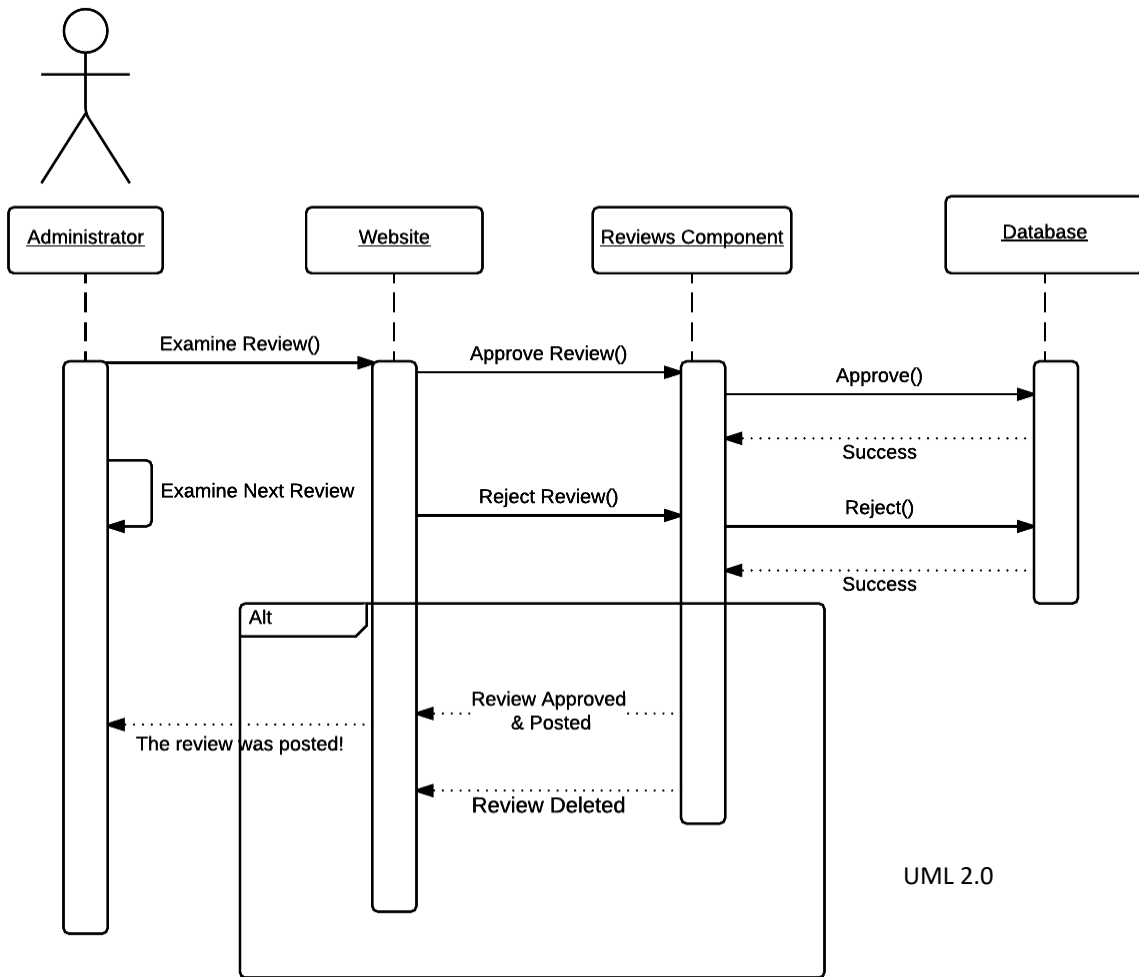 Administrator
Website
Reviews Component
Database
Examine Review()
Approve Review()
Approve()
Success
Examine Next Review
Reject Review()
Reject()
Success
Alt
Review Approved
& Posted
The review was posted!
Review Deleted
UML 2.0